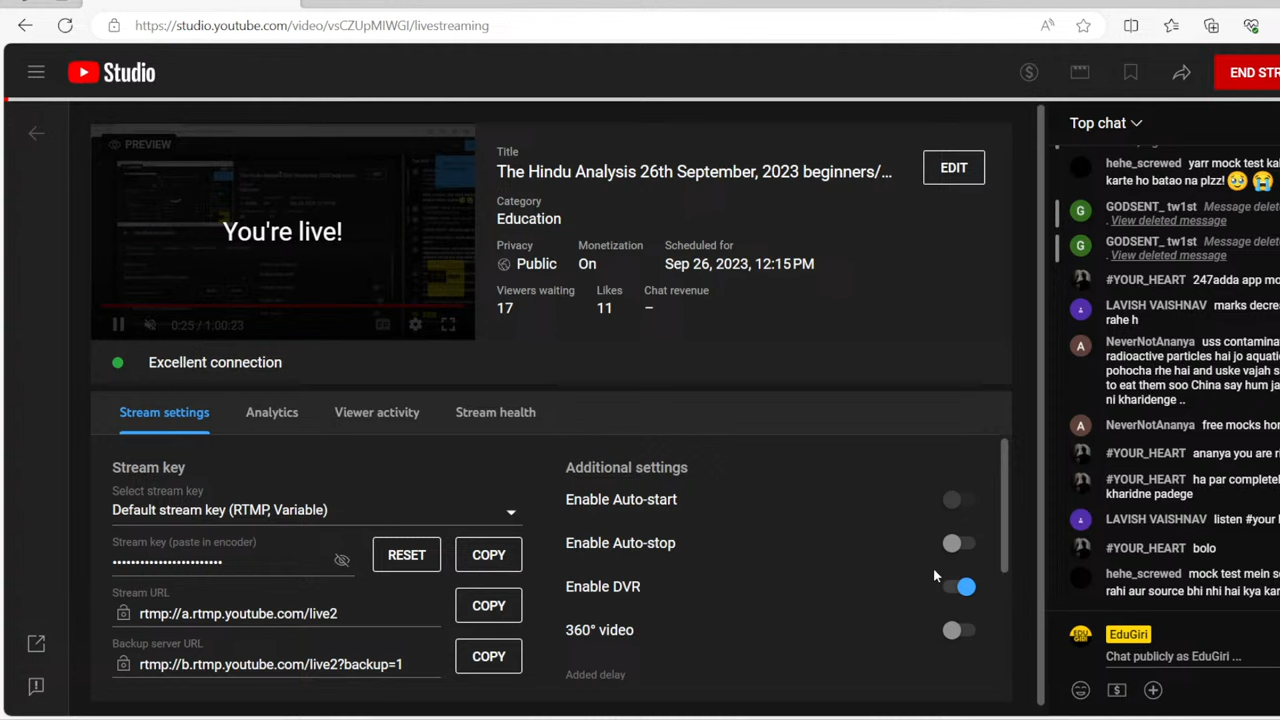 https://studio.youtube.com/video/vsCZUpMIWGI/livestreaming
Studio
END STR
PREVIEW
You're live!
0:25 / 1:00:23
Title
The Hindu Analysis 26th September, 2023 beginners/...
EDIT
Category
Education
Privacy
Monetization
Scheduled for
Public
On
Sep 26, 2023, 12:15 PM
Viewers waiting
Likes
Chat revenue
17
11
–
Excellent connection
Stream settings
Analytics
Viewer activity
Stream health
Stream key
Select stream key
Default stream key (RTMP, Variable)
Stream key (paste in encoder)
RESET
COPY
Stream URL
rtmp://a.rtmp.youtube.com/live2
COPY
Backup server URL
rtmp://b.rtmp.youtube.com/live2?backup=1
COPY
Additional settings
Enable Auto-start
Enable Auto-stop
Enable DVR
360° video
Added delay
Top chat
hehe_screwed yarr mock test kal
karte ho batao na plzz! 🥹 😭
G GODSENT_ tw1st Message delet
. View deleted message
G GODSENT_ tw1st Message delet
. View deleted message
#YOUR_HEART 247adda app mo
LAVISH VAISHNAV marks decre
rahe h
A NeverNotAnanya uss contamina
radioactive particles hai jo aquati
pohocha rhe hai and uske vajah s
to eat them soo China say hum ja
ni kharidenge ..
A NeverNotAnanya free mocks hon
#YOUR_HEART ananya you are ri
#YOUR_HEART ha par complete
kharidne padege
LAVISH VAISHNAV listen #your l
#YOUR_HEART bolo
hehe_screwed mock test mein s
rahi aur source bhi nhi hai kya kar
EduGiri
Chat publicly as EduGiri ...